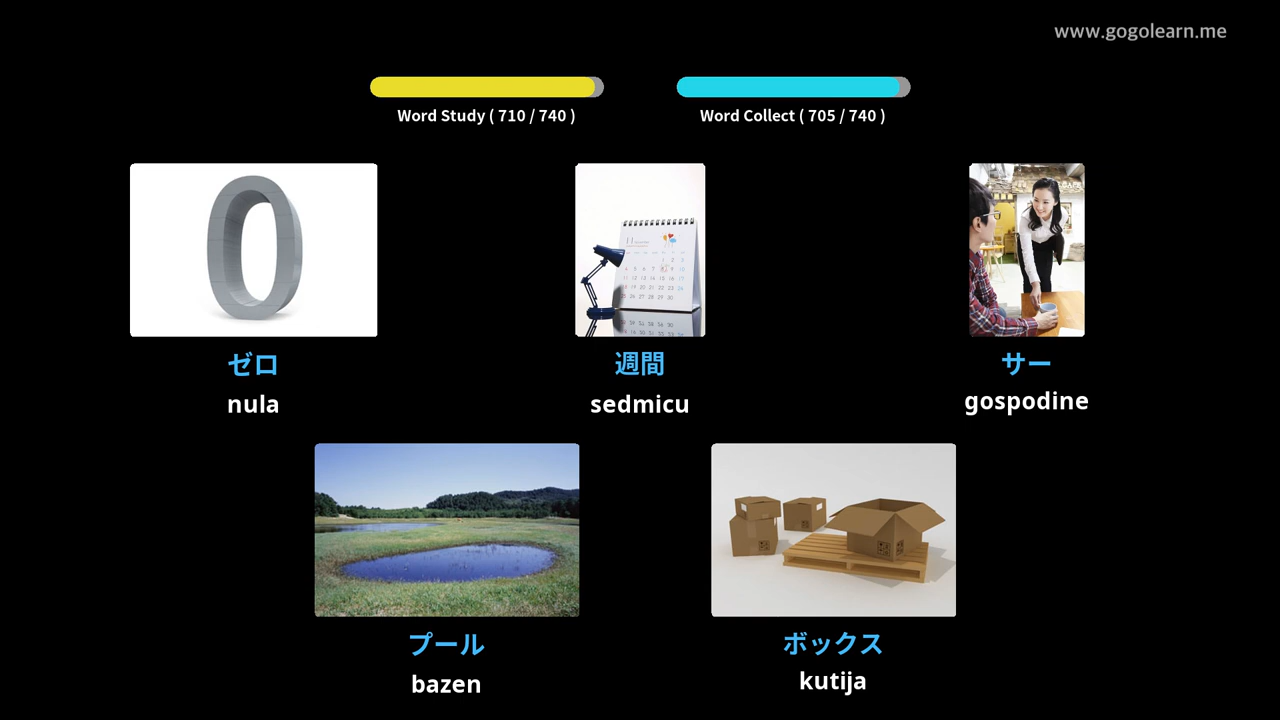 www.gogolearn.me
Word Study ( 710 / 740 )
Word Collect ( 705 / 740 )
ゼロ
nula
週間
sedmicu
サー
gospodine
プール
bazen
ボックス
kutija